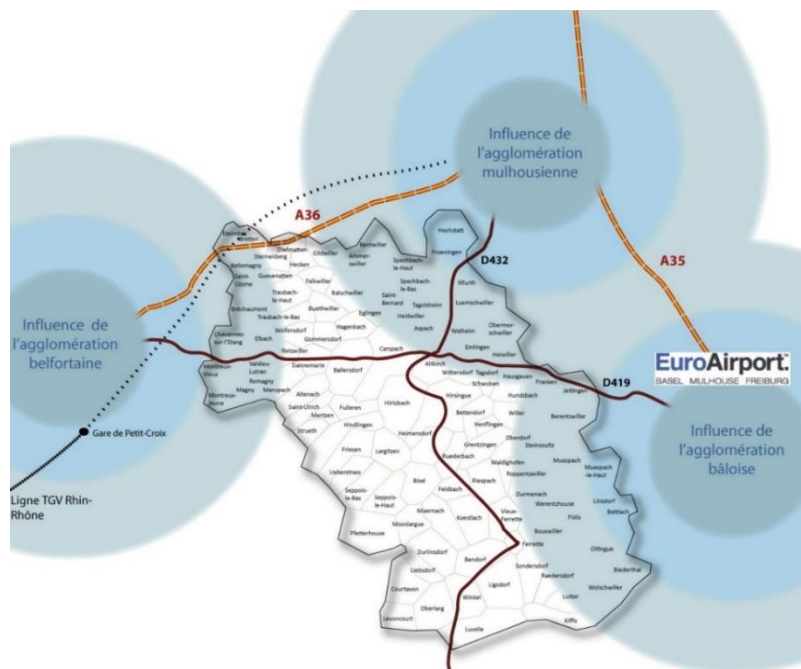 Influence de
l'agglomération
mulhousienne
A36
A35
D432
D419
EuroAirport.
BASEL MULHOUSE FREIBURG
Influence de
l'agglomération
belfortaine
Influence de
l'agglomération
bâloise
Gare de Petit-Croix
Ligne TGV Rhin-
Rhône
Hochstatt
Froeningen
Illfurth
Luemschwiller
Bernwiller
Spechbach-
le-Haut
Spechbach-
le-Bas
Saint-
Bernard
Tagolsheim
Heidwiller
Aspach
Walheim
Obermor-
schwiller
Emlingen
Heiwiller
Gildwiller
Diefmatten
Sternenberg
Hecken
Falkwiller
Guevenatten
Bellemagny
Saint-
Cosme
Bréchaumont
Traubach-
le-Haut
Traubach-le-Bas
Balschwiller
Buethwiller
Eglingen
Hagenbach
Gommersdorf
Wolfersdorf
Elbach
Retzwiller
Chavannes-
sur-l'Etang
Montreux-
Vieux
Montreux-
Jeune
Valdieu-
Lutran
Romagny
Magny
Manspach
Dannemarie
Ballersdorf
Carspach
Altkirch
Wittersdorf
Tagsdorf
Hausgauen
Schwoben
Franken
Jettingen
Hundsbach
Berentzwiller
Willer
Altenach
Saint-Ulrich
Mertzen
Strueth
Fulleren
Hindlingen
Hirtzbach
Hirsingue
Bettendorf
Henflingen
Grentzingen
Oberdorf
Steinsoultz
Waldighofen
Roppentzwiller
Muespach
Muespach-
le-Haut
Heimersdorf
Ruederbach
Friesen
Largitzen
Ueberstrass
Seppois-
le-Bas
Seppois-
le-Haut
Bisel
Feldbach
Riespach
Durmenach
Werentzhouse
Linsdorf
Bettlach
Fislis
Vieux-
Ferrette
Bouxwiller
Oltingue
Moernach
Koestlach
Mooslargue
Pfetterhouse
Ferrette
Durlinsdorf
Bendorf
Sondersdorf
Raedersdorf
Biederthal
Wolschwiller
Liebsdorf
Courtavon
Ligsdorf
Lutter
Winkel
Oberlarg
Levoncourt
Kiffis
Lucelle